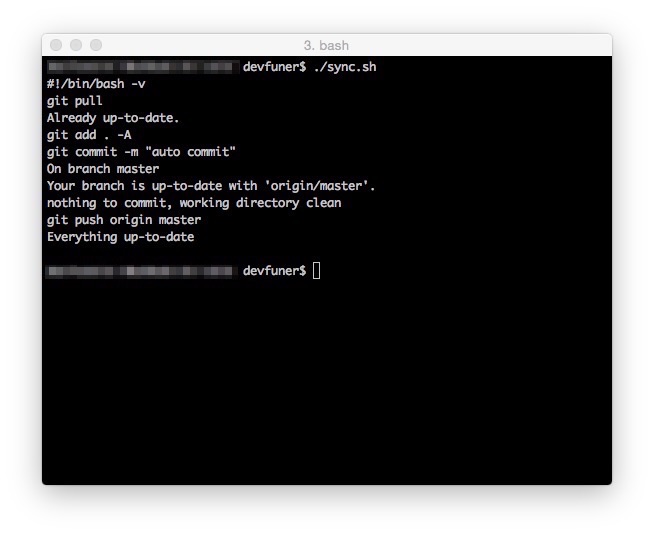 3. bash
devfuner$ ./sync.sh
#!/bin/bash -v
git pull
Already up-to-date.
git add . -A
git commit -m "auto commit"
On branch master
Your branch is up-to-date with 'origin/master'.
nothing to commit, working directory clean
git push origin master
Everything up-to-date
devfuner$